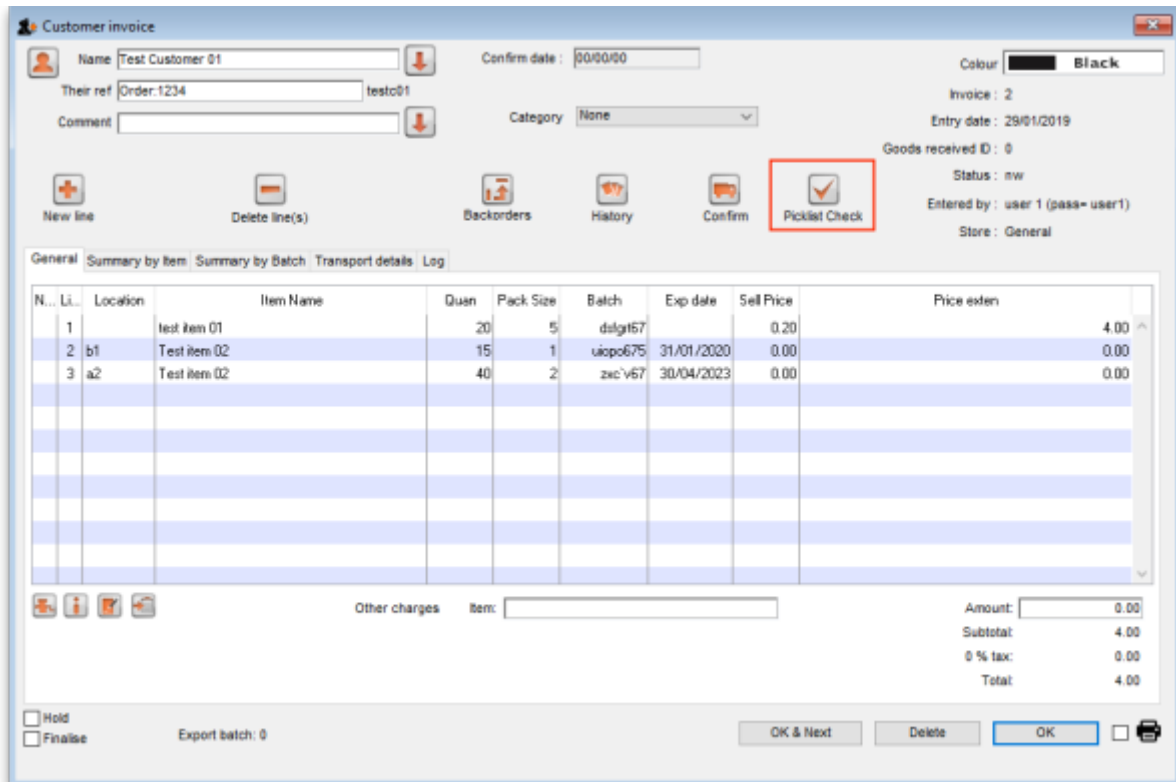 Customer invoice
Name Test Customer 01 Confirm date : 00/00/00 Colour Black
Their ref Order:1234 testc01 Invoice : 2
Comment Category None Entry date : 29/01/2019
Goods received ID : 0
Status : nw
New line Delete line(s) Backorders History Confirm Picklist Check Entered by : user 1 (pass= user1)
Store : General
General Summary by Item Summary by Batch Transport details Log
N... Li... Location Item Name Quan Pack Size Batch Exp date Sell Price Price exten
1 test item 01 20 5 dsfgrt67 0.20 4.00
2 b1 Test item 02 15 1 uiopo675 31/01/2020 0.00 0.00
3 a2 Test item 02 40 2 zxc`v67 30/04/2023 0.00 0.00
Other charges Item: Amount: 0.00
Subtotal: 4.00
0 % tax: 0.00
Total: 4.00
Hold
Finalise Export batch: 0 OK & Next Delete OK